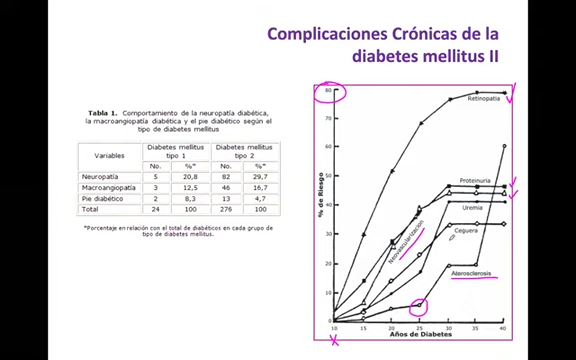 Complicaciones Crónicas de la
diabetes mellitus II
Tabla 1. Comportamiento de la neuropatía diabética,
la macroangiopatía diabética y el pie diabético según el
tipo de diabetes mellitus
Variables
Diabetes mellitus
tipo 1
Diabetes mellitus
tipo 2
No. %* No. %*
Neuropatía 5 20,8 82 29,7
Macroangiopatía 3 12,5 46 16,7
Pie diabético 2 8,3 13 4,7
Total 24 100 276 100
*Porcentaje en relación con el total de diabéticos en cada grupo de
tipo de diabetes mellitus.
% de Riesgo
80
70
60
50
40
30
20
10
0
Retinopatia
Proteinuria
Neovascularizacion
Uremia
Ceguera
Aterosclerosis
10 15 20 25 30 35 40
Años de Diabetes